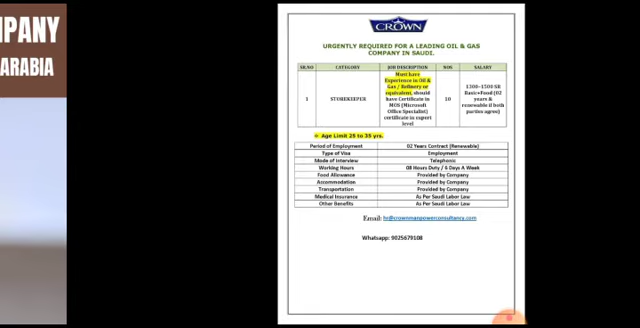 MPANY
ARABIA
CROWN
URGENTLY REQUIRED FOR A LEADING OIL & GAS
COMPANY IN SAUDI.
SR.NO CATEGORY JOB DESCRIPTION NOS SALARY
1 STOREKEEPER Must have Experience in Oil & Gas / Refinery or equivalent, should have Certificate in MOS (Microsoft Office Specialist) certificate in expert level 10 1300-1500 SR Basic+Food (02 years & renewable if both parties agree)
Age Limit 25 to 35 yrs.
Period of Employment 02 Years Contract (Renewable)
Type of Visa Employment
Mode of Interview Telephonic
Working Hours 08 Hours Duty / 6 Days A Week
Food Allowance Provided by Company
Accommodation Provided by Company
Transportation Provided by Company
Medical Insurance As Per Saudi Labor Law
Other Benefits As Per Saudi Labor Law
Email: hr@crownmanpowerconsultancy.com
Whatsapp: 9025679108